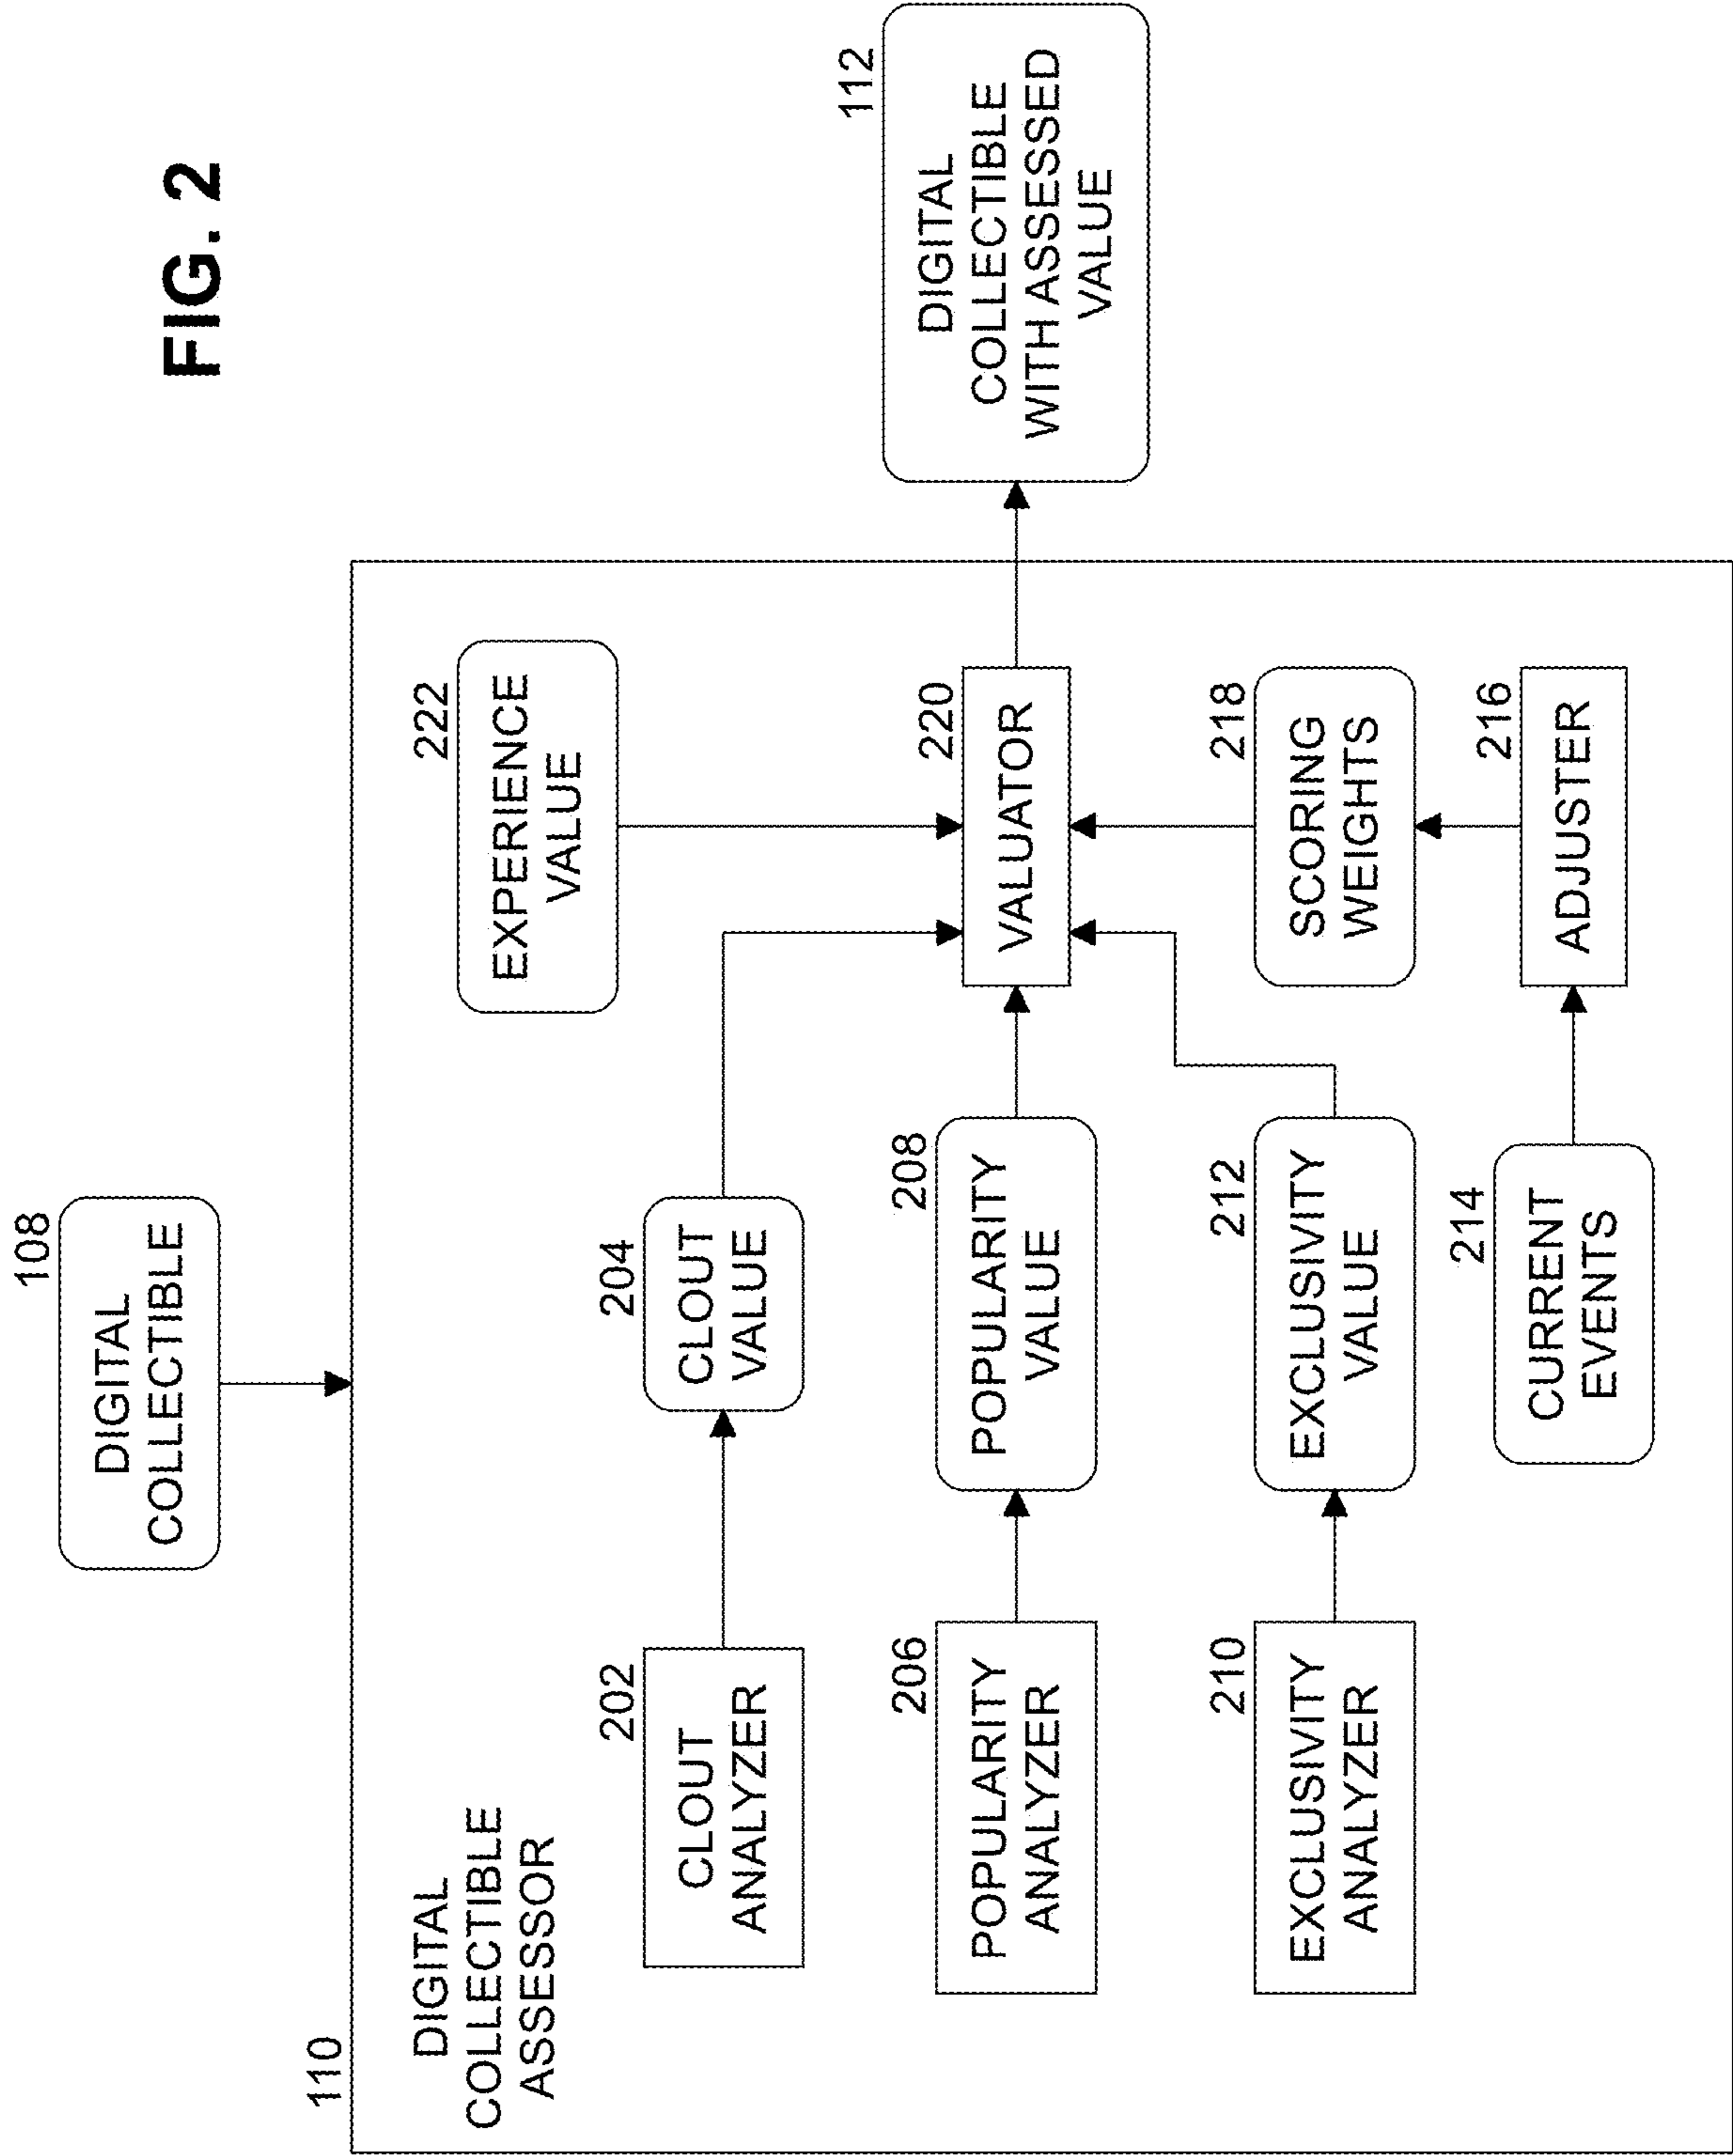 FIG. 2
108
DIGITAL
COLLECTIBLE
110
DIGITAL
COLLECTIBLE
ASSESSOR
202
CLOUT
ANALYZER
204
CLOUT
VALUE
222
EXPERIENCE
VALUE
206
POPULARITY
ANALYZER
208
POPULARITY
VALUE
220
VALUATOR
112
DIGITAL
COLLECTIBLE
WITH ASSESSED
VALUE
210
EXCLUSIVITY
ANALYZER
212
EXCLUSIVITY
VALUE
218
SCORING
WEIGHTS
214
CURRENT
EVENTS
216
ADJUSTER